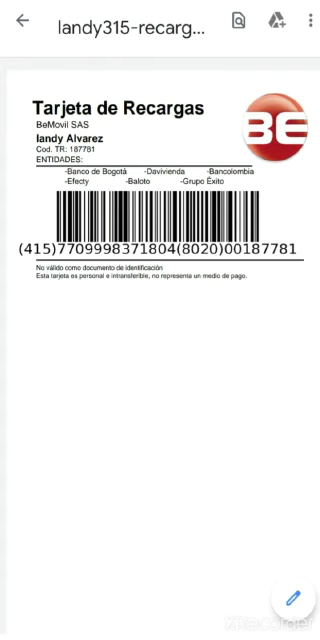 landy315-recarg...
Tarjeta de Recargas
BeMovil SAS
landy Alvarez
Cod. TR: 187781
ENTIDADES:
-Banco de Bogotá -Davivienda -Bancolombia
-Efecty -Baloto -Grupo Éxito
BE
(415)7709998371804(8020)00187781
No válido como documento de identificación
Esta tarjeta es personal e intransferible, no representa un medio de pago.
XRecorder